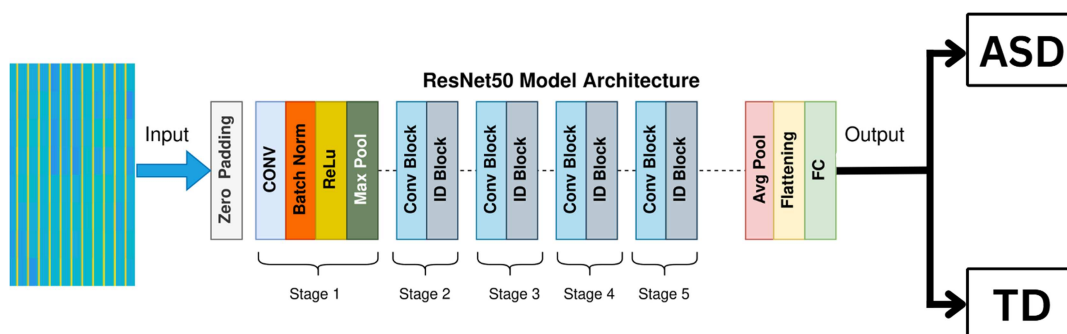 ResNet50 Model Architecture
Input
Zero Padding
CONV
Batch Norm
ReLu
Max Pool
Conv Block
ID Block
Conv Block
ID Block
Conv Block
ID Block
Conv Block
ID Block
Avg Pool
Flattening
FC
Output
ASD
TD
Stage 1
Stage 2
Stage 3
Stage 4
Stage 5